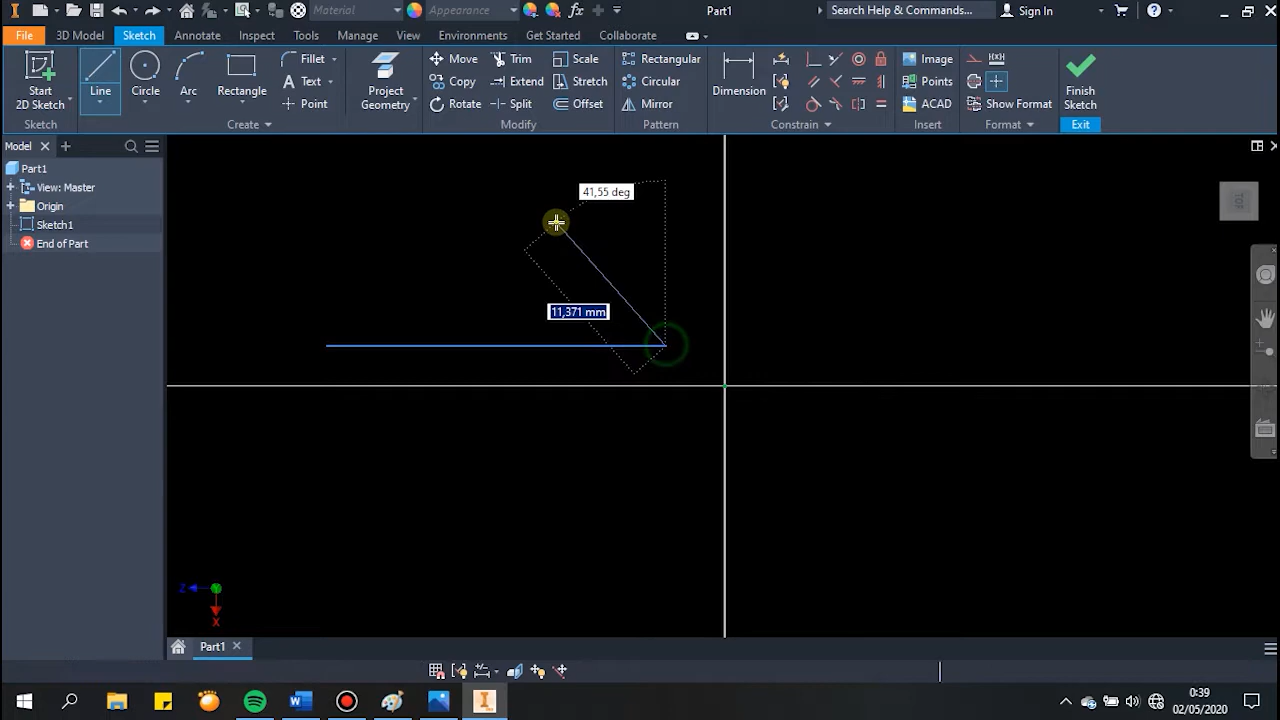 Material
Appearance
Part1
Search Help & Commands...
Sign In
File
3D Model
Sketch
Annotate
Inspect
Tools
Manage
View
Environments
Get Started
Collaborate
Start
2D Sketch
Sketch
Line
Circle
Arc
Rectangle
Fillet
Text
Point
Create
Project
Geometry
Move
Copy
Rotate
Trim
Extend
Split
Scale
Stretch
Offset
Modify
Rectangular
Circular
Mirror
Pattern
Dimension
Constrain
Image
Points
ACAD
Insert
Show Format
Format
Finish
Sketch
Exit
Model
Part1
View: Master
Origin
Sketch1
End of Part
41,55 deg
11,371 mm
TOP
Z
X
Part1
0:39
02/05/2020